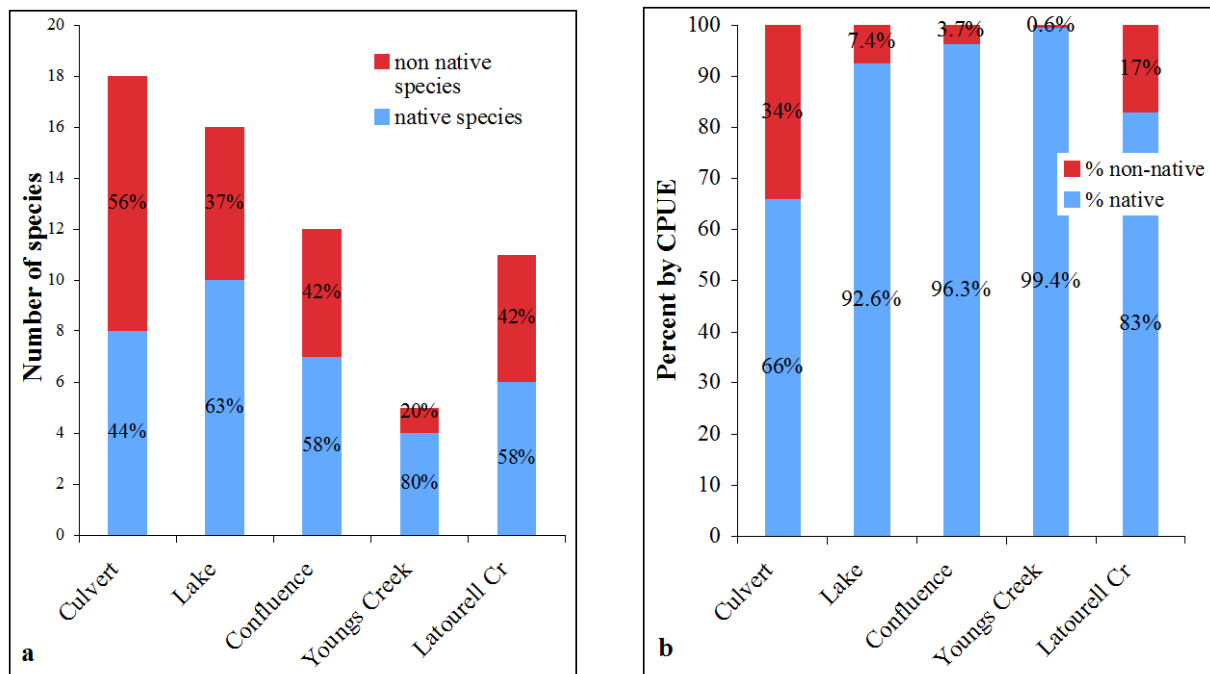 Number of species
20
18
16
14
12
10
8
6
4
2
0
non native
species
native species
56%
44%
37%
63%
42%
58%
20%
80%
42%
58%
Culvert
Lake
Confluence
Youngs Creek
Latourell Cr
a
Percent by CPUE
100
90
80
70
60
50
40
30
20
10
0
34%
66%
7.4%
92.6%
3.7%
96.3%
0.6%
99.4%
17%
83%
% non-native
% native
Culvert
Lake
Confluence
Youngs Creek
Latourell Cr
b